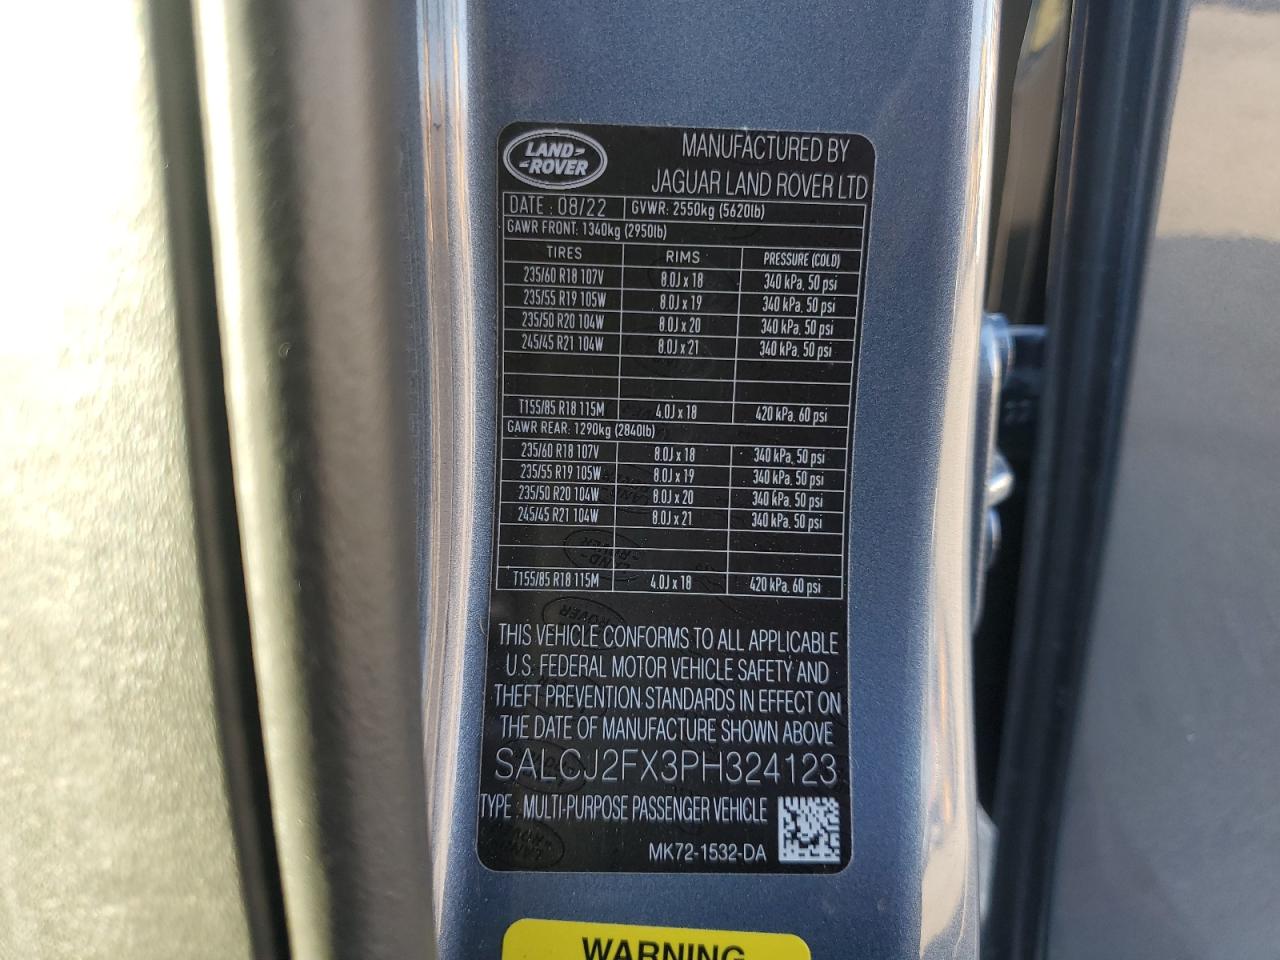 LAND ROVER
MANUFACTURED BY
JAGUAR LAND ROVER LTD
DATE : 08/22 GVWR: 2550kg (5620lb)
GAWR FRONT: 1340kg (2950lb)
TIRES RIMS PRESSURE (COLD)
235/60 R18 107V 8.0J x 18 340 kPa, 50 psi
235/55 R19 105W 8.0J x 19 340 kPa, 50 psi
235/50 R20 104W 8.0J x 20 340 kPa, 50 psi
245/45 R21 104W 8.0J x 21 340 kPa, 50 psi
T155/85 R18 115M 4.0J x 18 420 kPa, 60 psi
GAWR REAR: 1290kg (2840lb)
235/60 R18 107V 8.0J x 18 340 kPa, 50 psi
235/55 R19 105W 8.0J x 19 340 kPa, 50 psi
235/50 R20 104W 8.0J x 20 340 kPa, 50 psi
245/45 R21 104W 8.0J x 21 340 kPa, 50 psi
T155/85 R18 115M 4.0J x 18 420 kPa, 60 psi
THIS VEHICLE CONFORMS TO ALL APPLICABLE
U.S. FEDERAL MOTOR VEHICLE SAFETY AND
THEFT PREVENTION STANDARDS IN EFFECT ON
THE DATE OF MANUFACTURE SHOWN ABOVE
SALCJ2FX3PH324123
TYPE : MULTI-PURPOSE PASSENGER VEHICLE
MK72-1532-DA
WARNING